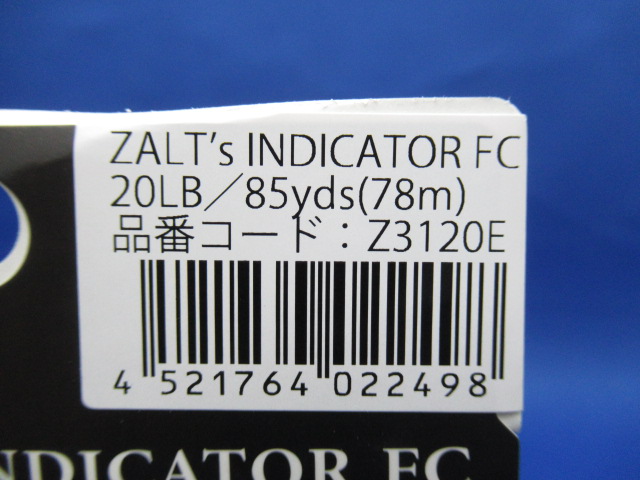 ZALT's INDICATOR FC
20LB／85yds(78m)
品番コード：Z3120E
4 521764 022498
INDICATOR FC